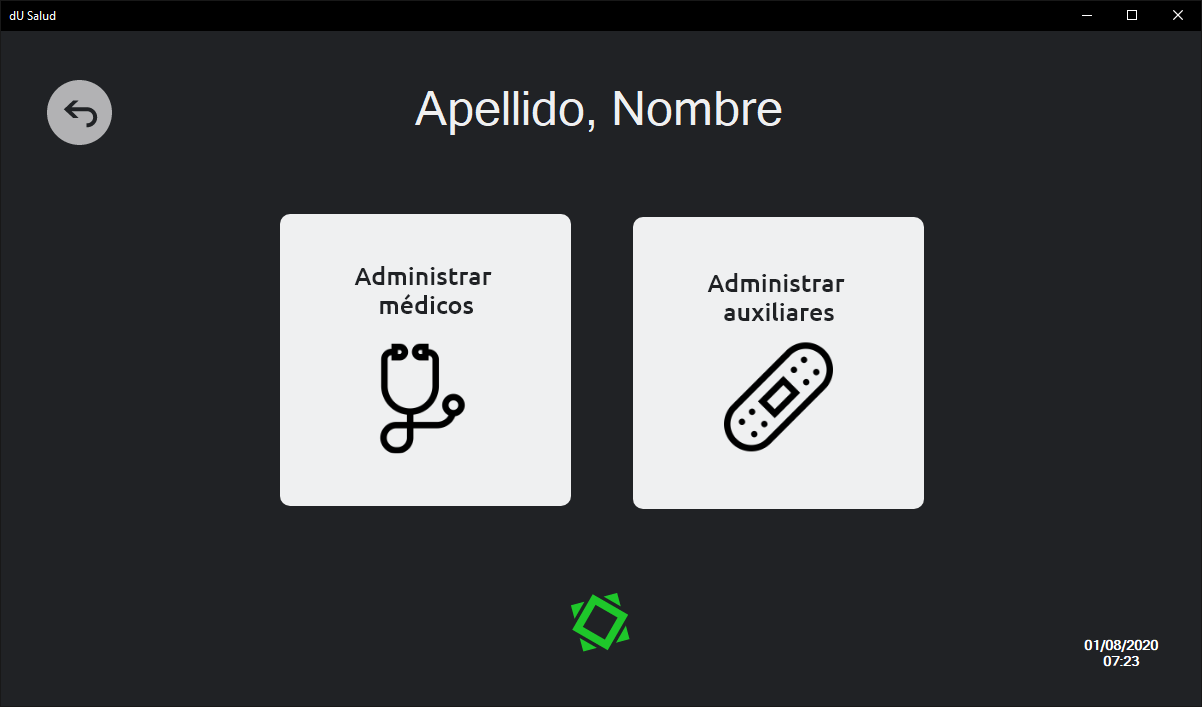 dU Salud
Apellido, Nombre
Administrar
médicos
Administrar
auxiliares
01/08/2020
07:23